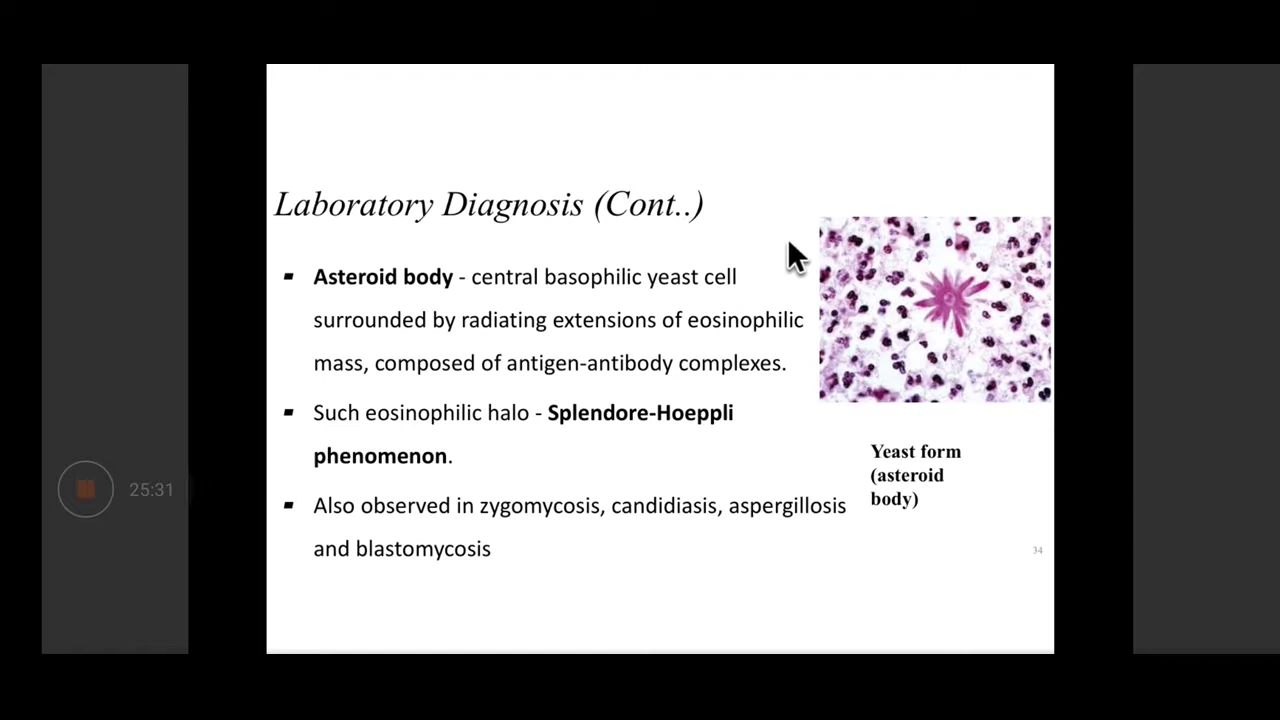 Laboratory Diagnosis (Cont..)
▪ Asteroid body - central basophilic yeast cell
surrounded by radiating extensions of eosinophilic
mass, composed of antigen-antibody complexes.
▪ Such eosinophilic halo - Splendore-Hoeppli
phenomenon.
▪ Also observed in zygomycosis, candidiasis, aspergillosis
and blastomycosis
Yeast form
(asteroid
body)
34
25:31